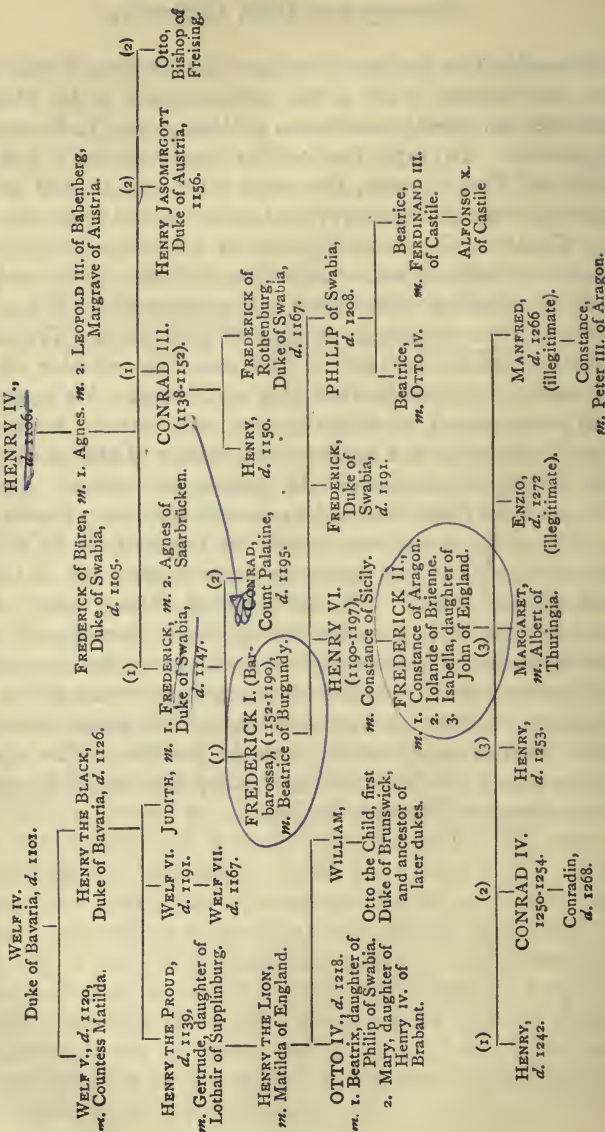 HENRY IV.,
d. 1106.
WELF IV.
Duke of Bavaria, d. 1101.
WELF V., d. 1120,
m. Countess Matilda.
HENRY THE BLACK,
Duke of Bavaria, d. 1126.
FREDERICK of Büren, m. 1. Agnes. m. 2. LEOPOLD III. of Babenberg,
Duke of Swabia,
d. 1105.
Margrave of Austria.
(1)
(1)
(2)
(2)
HENRY THE PROUD,
d. 1139,
m. Gertrude, daughter of
Lothair of Supplinburg.
WELF VI.
d. 1191.
WELF VII.
d. 1167.
JUDITH, m. 1. FREDERICK, m. 2. Agnes of
Duke of Swabia,
d. 1147.
Saarbrücken.
CONRAD III.
(1138-1152).
HENRY JASOMIRGOTT
Duke of Austria,
1156.
Otto,
Bishop of
Freising.
(1)
(2)
HENRY THE LION,
m. Matilda of England.
FREDERICK I. (Bar-
barossa), (1152-1190),
m. Beatrice of Burgundy.
CONRAD,
Count Palatine,
d. 1195.
HENRY,
d. 1150.
FREDERICK of
Rothenburg,
Duke of Swabia,
d. 1167.
OTTO IV., d. 1218.
m. 1. Beatrix, daughter of
Philip of Swabia.
2. Mary, daughter of
Henry IV. of
Brabant.
WILLIAM,
Otto the Child, first
Duke of Brunswick,
and ancestor of
later dukes.
HENRY VI.
(1190-1197)
m. Constance of Sicily.
FREDERICK,
Duke of
Swabia,
d. 1191.
PHILIP of Swabia,
d. 1208.
FREDERICK II.,
m. 1. Constance of Aragon.
2. Iolande of Brienne.
3. Isabella, daughter of
John of England.
Beatrice,
m. OTTO IV.
Beatrice,
m. FERDINAND III.
of Castile.
ALFONSO X.
of Castile
(1)
(2)
(3)
(3)
HENRY,
d. 1242.
CONRAD IV.
1250-1254.
Conradin,
d. 1268.
HENRY,
d. 1253.
MARGARET,
m. Albert of
Thuringia.
ENZIO,
d. 1272
(illegitimate).
MANFRED,
d. 1266
(illegitimate).
Constance,
m. Peter III. of Aragon.